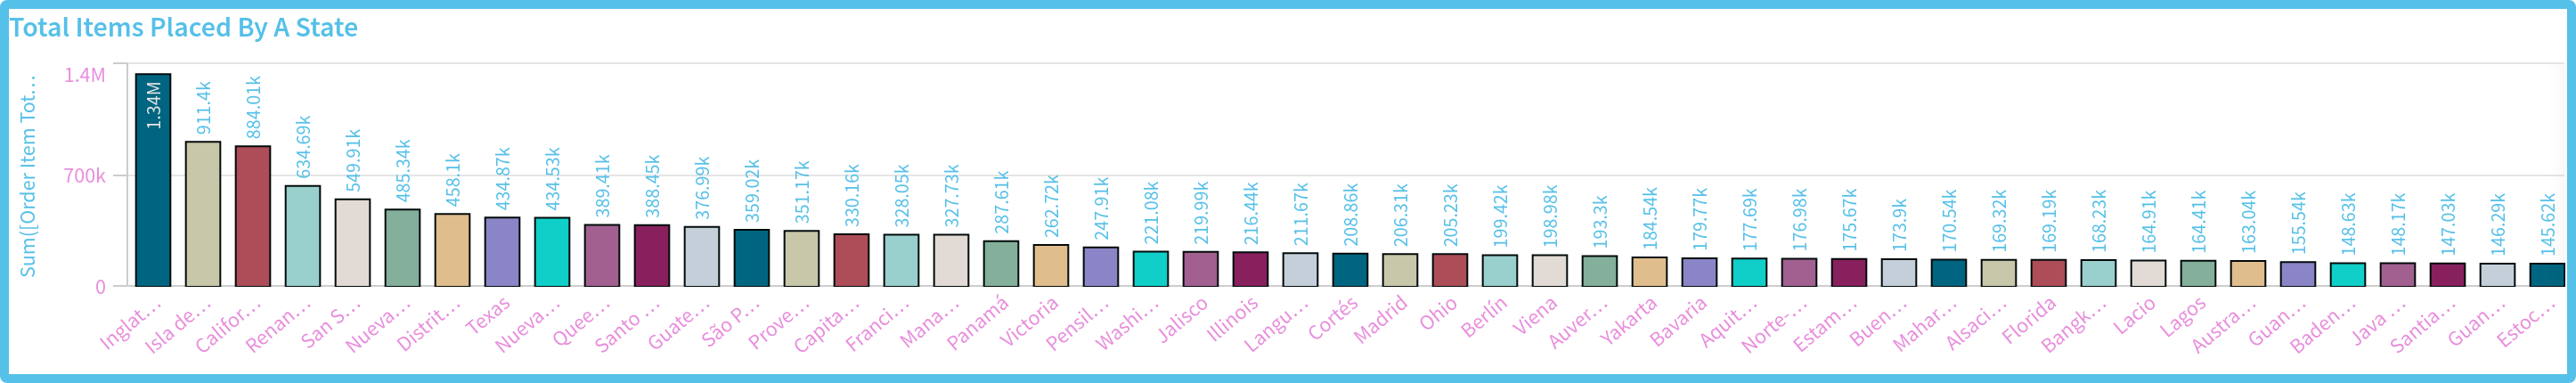 Total Items Placed By A State
Sum([Order Item Tot...
1.4M
700k
0
1.34M
911.4k
884.01k
634.69k
549.91k
485.34k
458.1k
434.87k
434.53k
389.41k
388.45k
376.99k
359.02k
351.17k
330.16k
328.05k
327.73k
287.61k
262.72k
247.91k
221.08k
219.99k
216.44k
211.67k
208.86k
206.31k
205.23k
199.42k
198.98k
193.3k
184.54k
179.77k
177.69k
176.98k
175.67k
173.9k
170.54k
169.32k
169.19k
168.23k
164.91k
164.41k
163.04k
155.54k
148.63k
148.17k
147.03k
146.29k
145.62k
Inglat...
Isla de...
Califor...
Renan...
San S...
Nueva...
Distrit...
Texas
Nueva...
Quee...
Santo ...
Guate...
São P...
Prove...
Capita...
Franci...
Mana...
Panamá
Victoria
Pensil...
Washi...
Jalisco
Illinois
Langu...
Cortés
Madrid
Ohio
Berlín
Viena
Auver...
Yakarta
Bavaria
Aquit...
Norte-...
Estam...
Buen...
Mahar...
Alsaci...
Florida
Bangk...
Lacio
Lagos
Austra...
Guan...
Baden...
Java ...
Santia...
Guan...
Estoc...